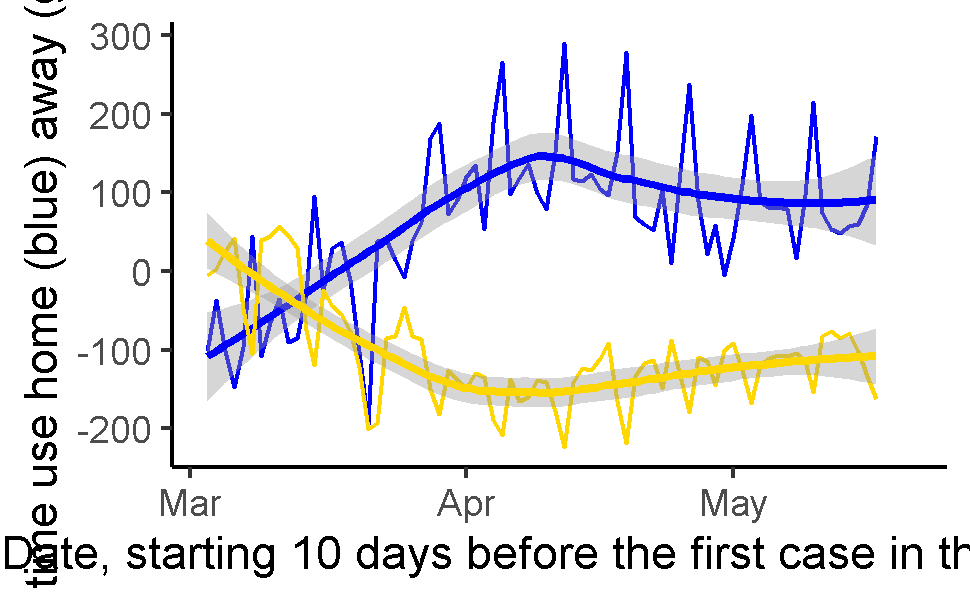 time use home (blue) away (
300
200
100
0
-100
-200
Mar Apr May
Date, starting 10 days before the first case in th